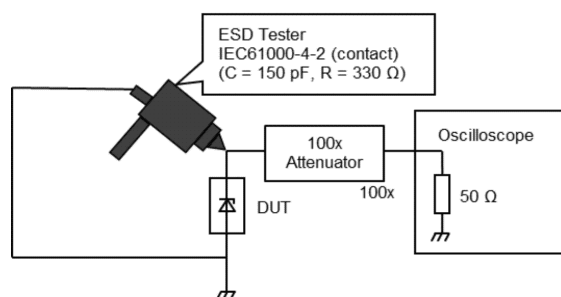 ESD Tester
IEC61000-4-2 (contact)
(C = 150 pF, R = 330 Ω)
100x
Attenuator
100x
Oscilloscope
50 Ω
DUT